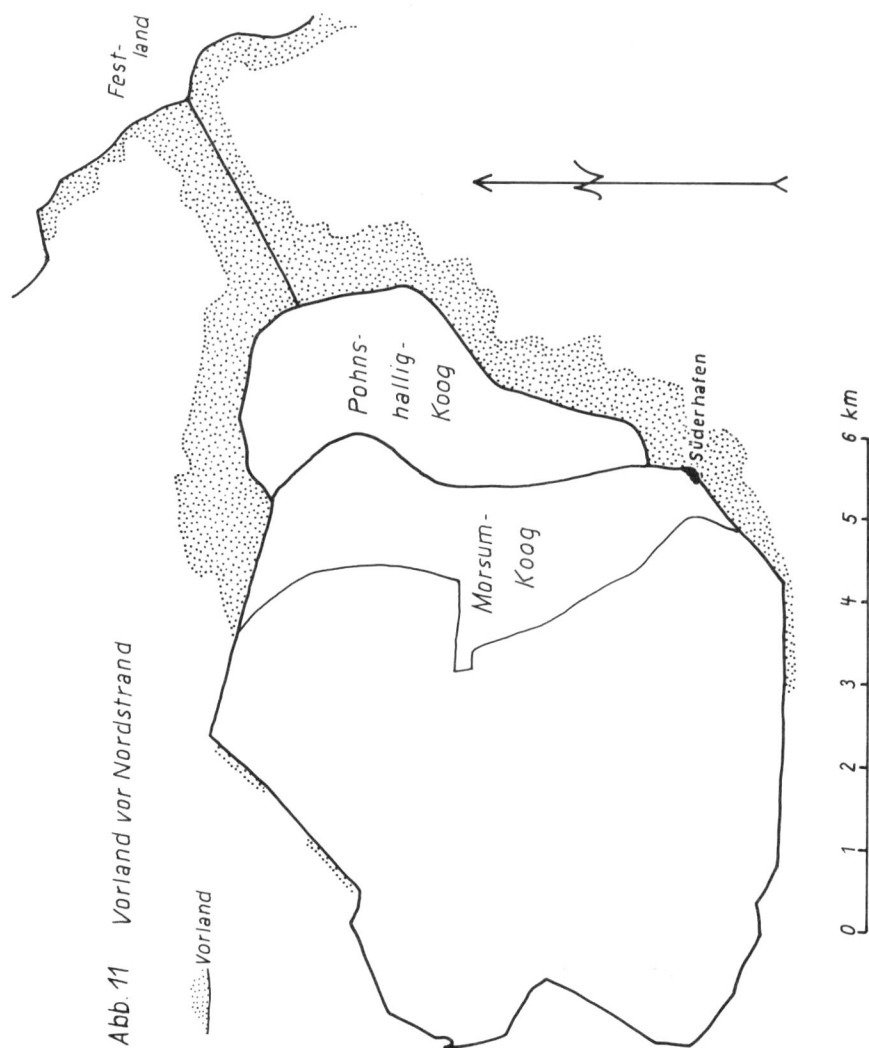 Abb. 11 Vorland vor Nordstrand
Vorland
Fest-
land
Pohns-
hallig-
Koog
Morsum-
Koog
Süderhafen
0 1 2 3 4 5 6 km